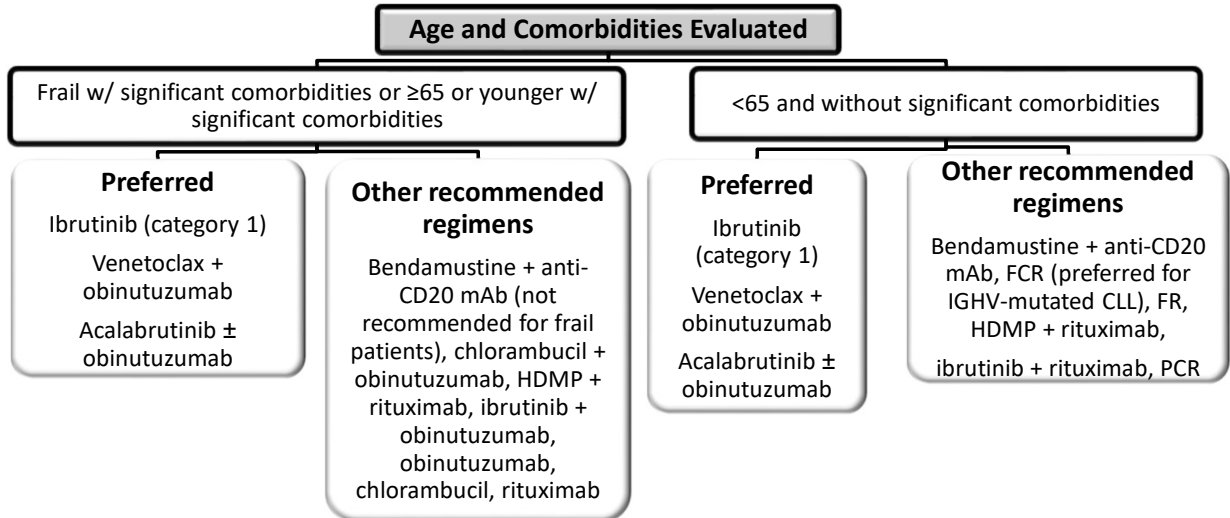 Age and Comorbidities Evaluated
Frail w/ significant comorbidities or ≥65 or younger w/
significant comorbidities
<65 and without significant comorbidities
Preferred
Ibrutinib (category 1)
Venetoclax +
obinutuzumab
Acalabrutinib ±
obinutuzumab
Other recommended
regimens
Bendamustine + anti-
CD20 mAb (not
recommended for frail
patients), chlorambucil +
obinutuzumab, HDMP +
rituximab, ibrutinib +
obinutuzumab,
obinutuzumab,
chlorambucil, rituximab
Preferred
Ibrutinib
(category 1)
Venetoclax +
obinutuzumab
Acalabrutinib ±
obinutuzumab
Other recommended
regimens
Bendamustine + anti-CD20
mAb, FCR (preferred for
IGHV-mutated CLL), FR,
HDMP + rituximab,
ibrutinib + rituximab, PCR